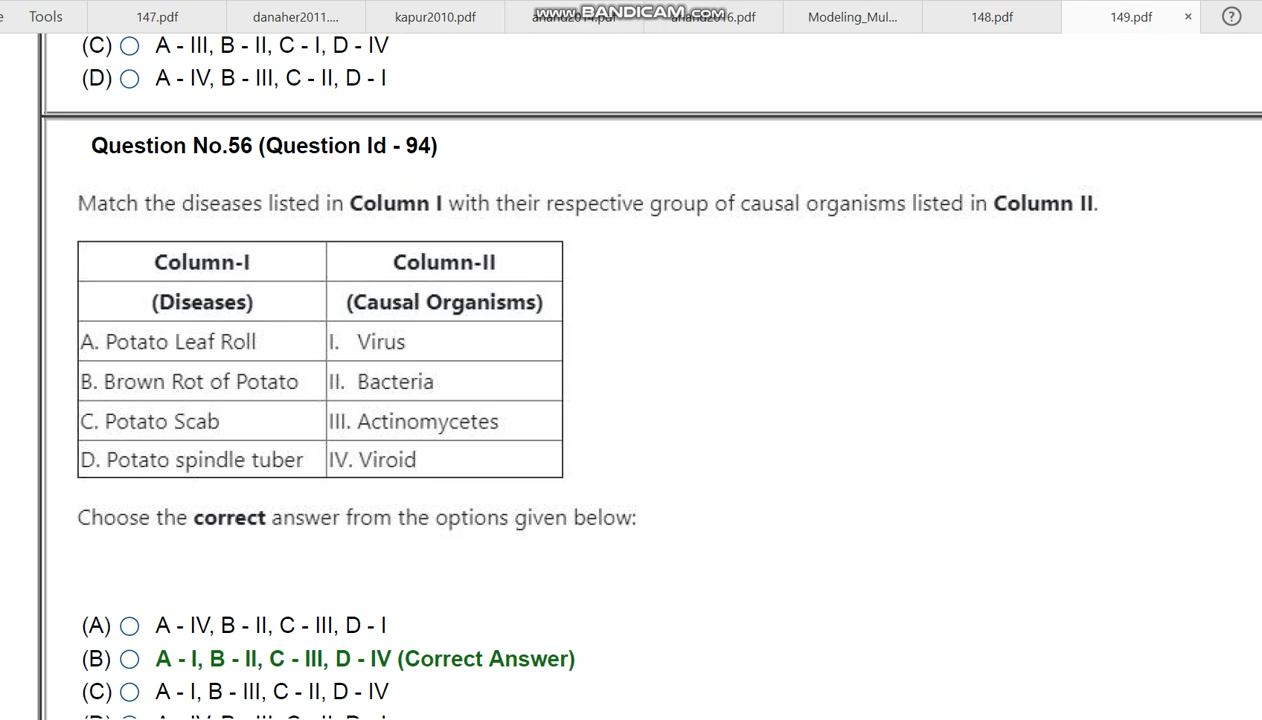 Tools 147.pdf danaher2011.... kapur2010.pdf 6.pdf Modeling_Mul... 148.pdf 149.pdf × ?
www.BANDICAM.com
(C) A - III, B - II, C - I, D - IV
(D) A - IV, B - III, C - II, D - I
Question No.56 (Question Id - 94)
Match the diseases listed in Column I with their respective group of causal organisms listed in Column II.
Column-I Column-II
(Diseases) (Causal Organisms)
A. Potato Leaf Roll I. Virus
B. Brown Rot of Potato II. Bacteria
C. Potato Scab III. Actinomycetes
D. Potato spindle tuber IV. Viroid
Choose the correct answer from the options given below:
(A) A - IV, B - II, C - III, D - I
(B) A - I, B - II, C - III, D - IV (Correct Answer)
(C) A - I, B - III, C - II, D - IV